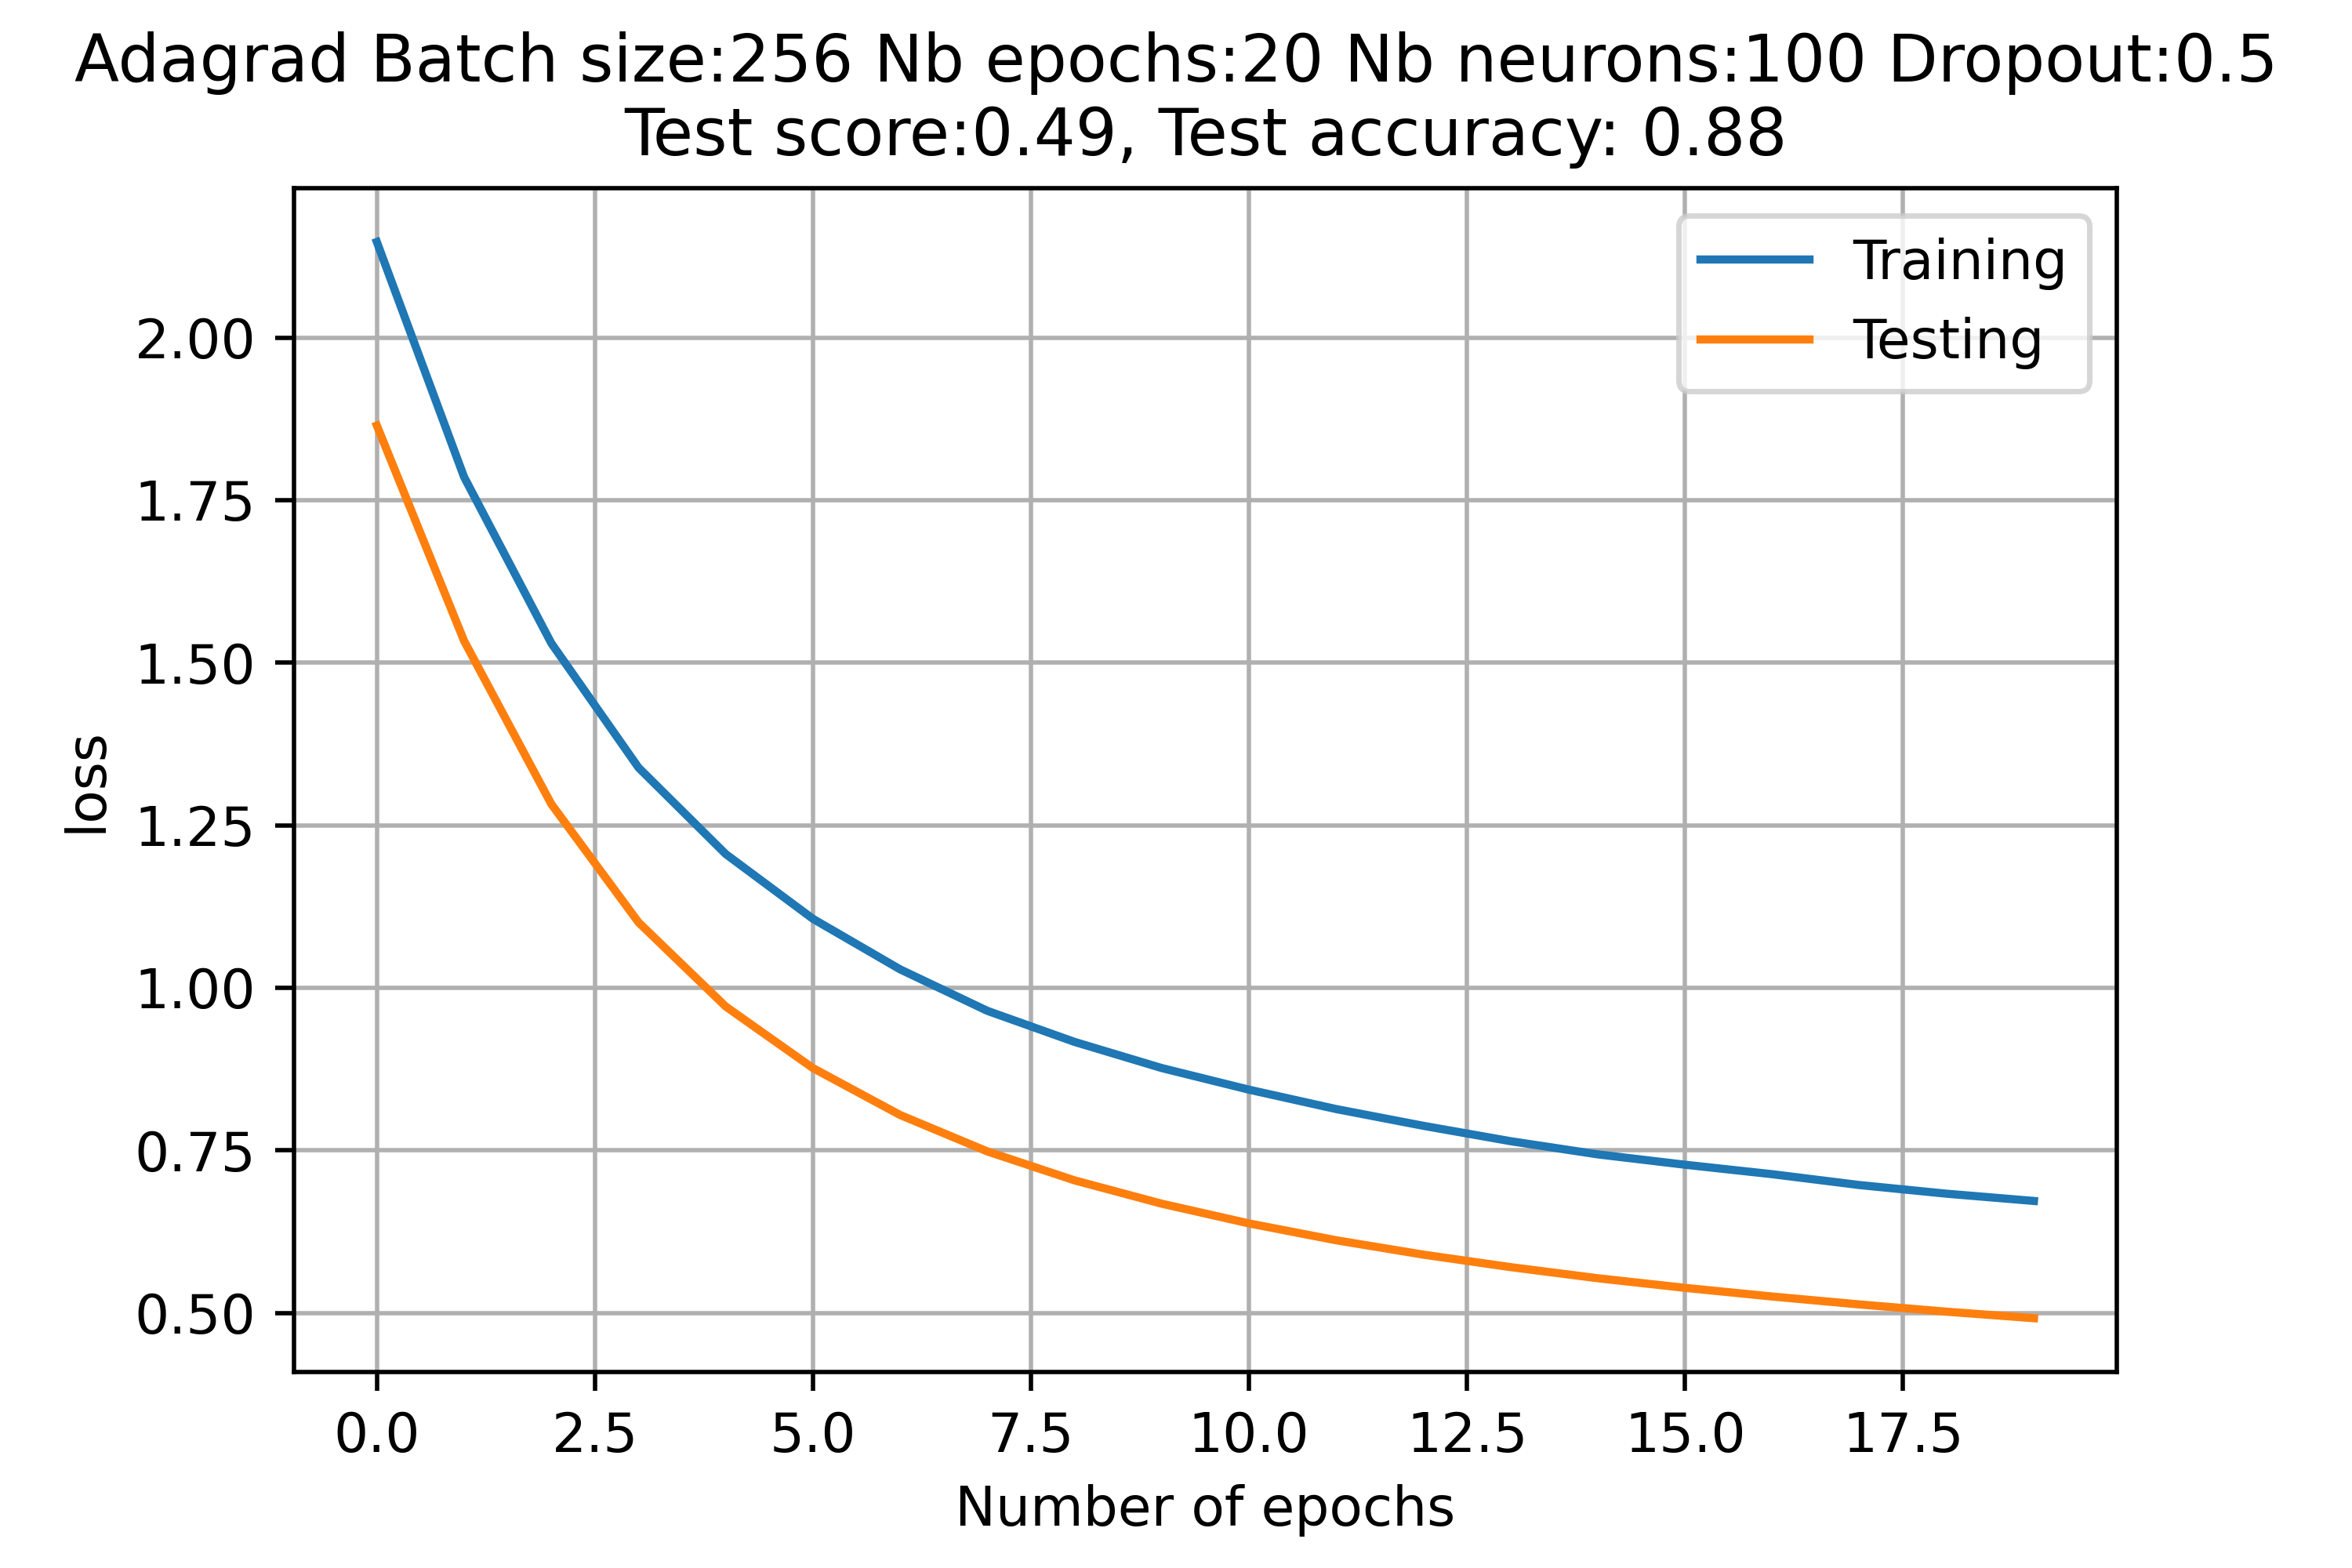 Adagrad Batch size:256 Nb epochs:20 Nb neurons:100 Dropout:0.5
Test score:0.49, Test accuracy: 0.88
Training
Testing
2.00
1.75
1.50
1.25
1.00
0.75
0.50
loss
0.0 2.5 5.0 7.5 10.0 12.5 15.0 17.5
Number of epochs